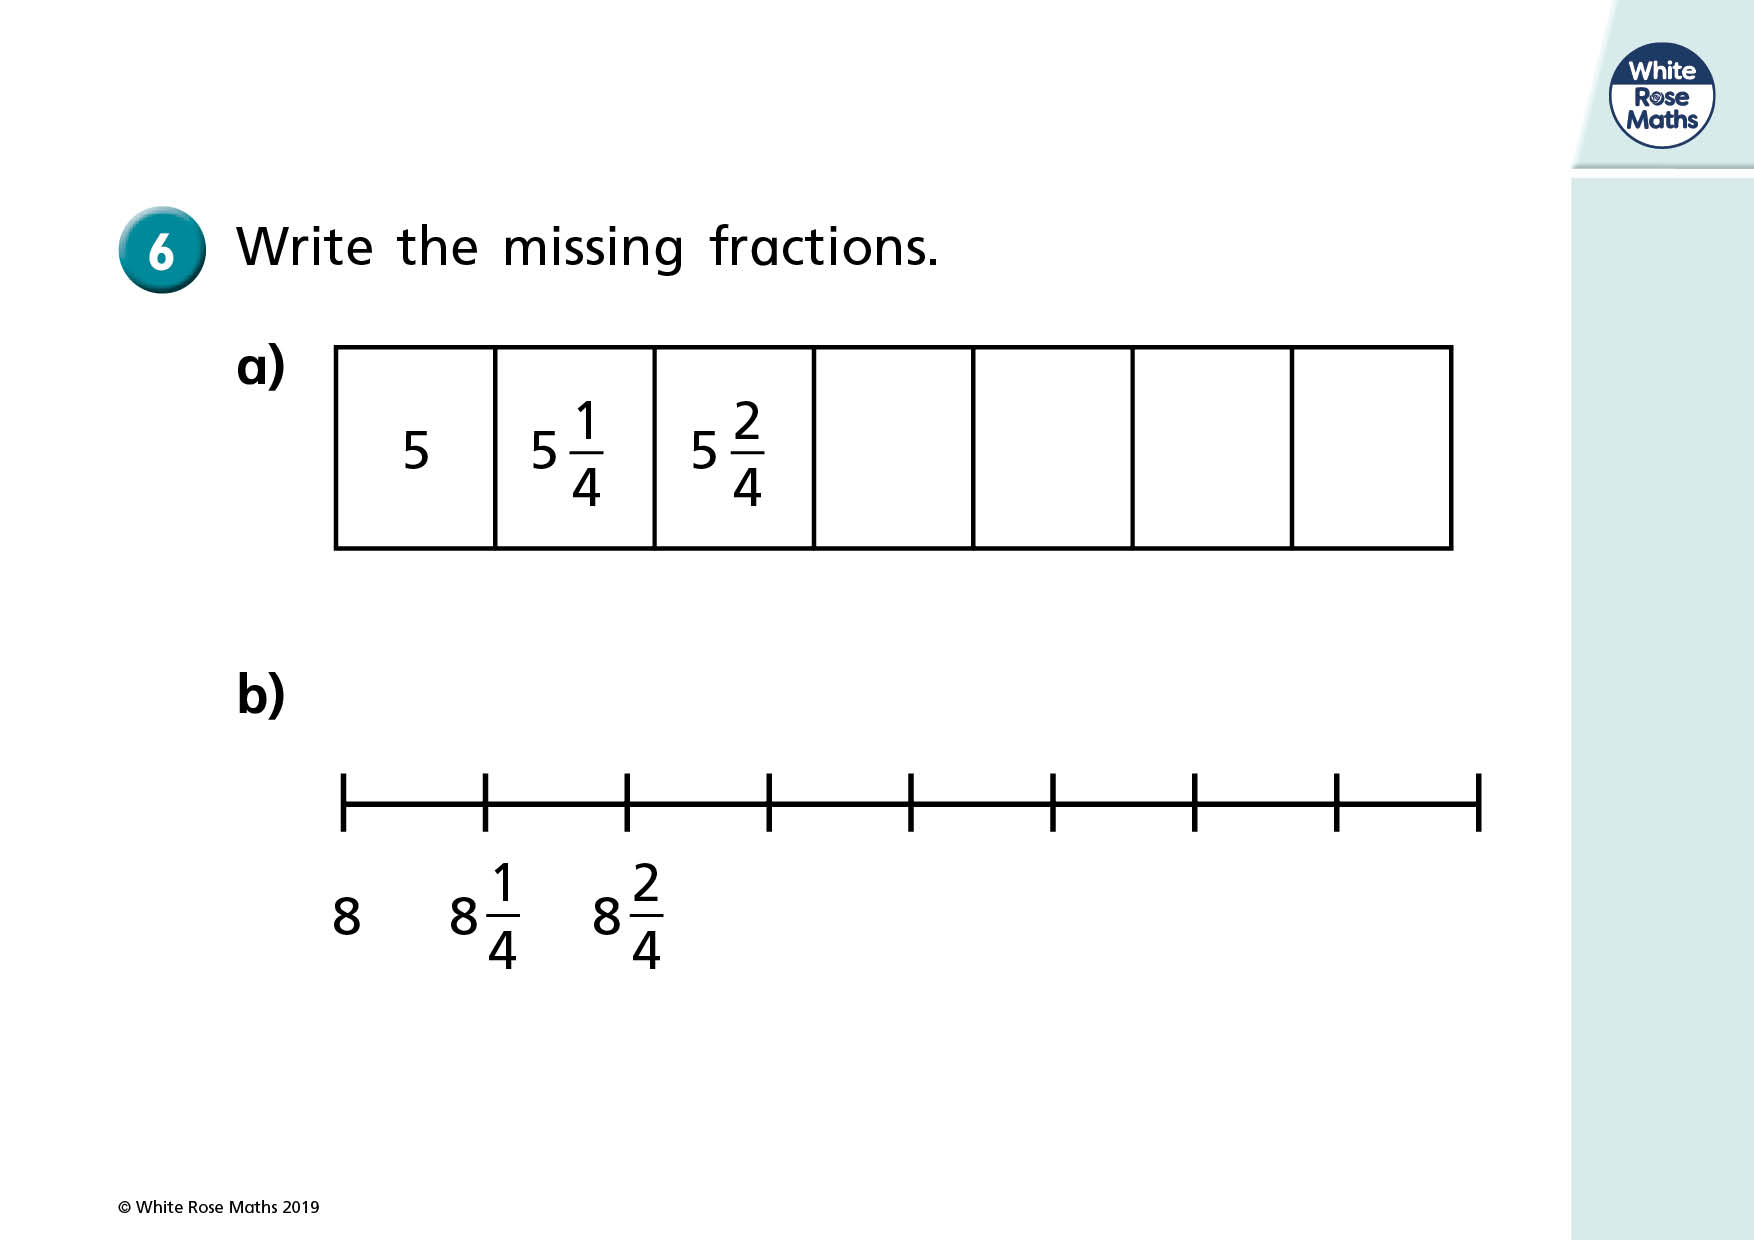 White
Rose
Maths
6 Write the missing fractions.
a)
5 5 1/4 5 2/4
b)
8 8 1/4 8 2/4
© White Rose Maths 2019